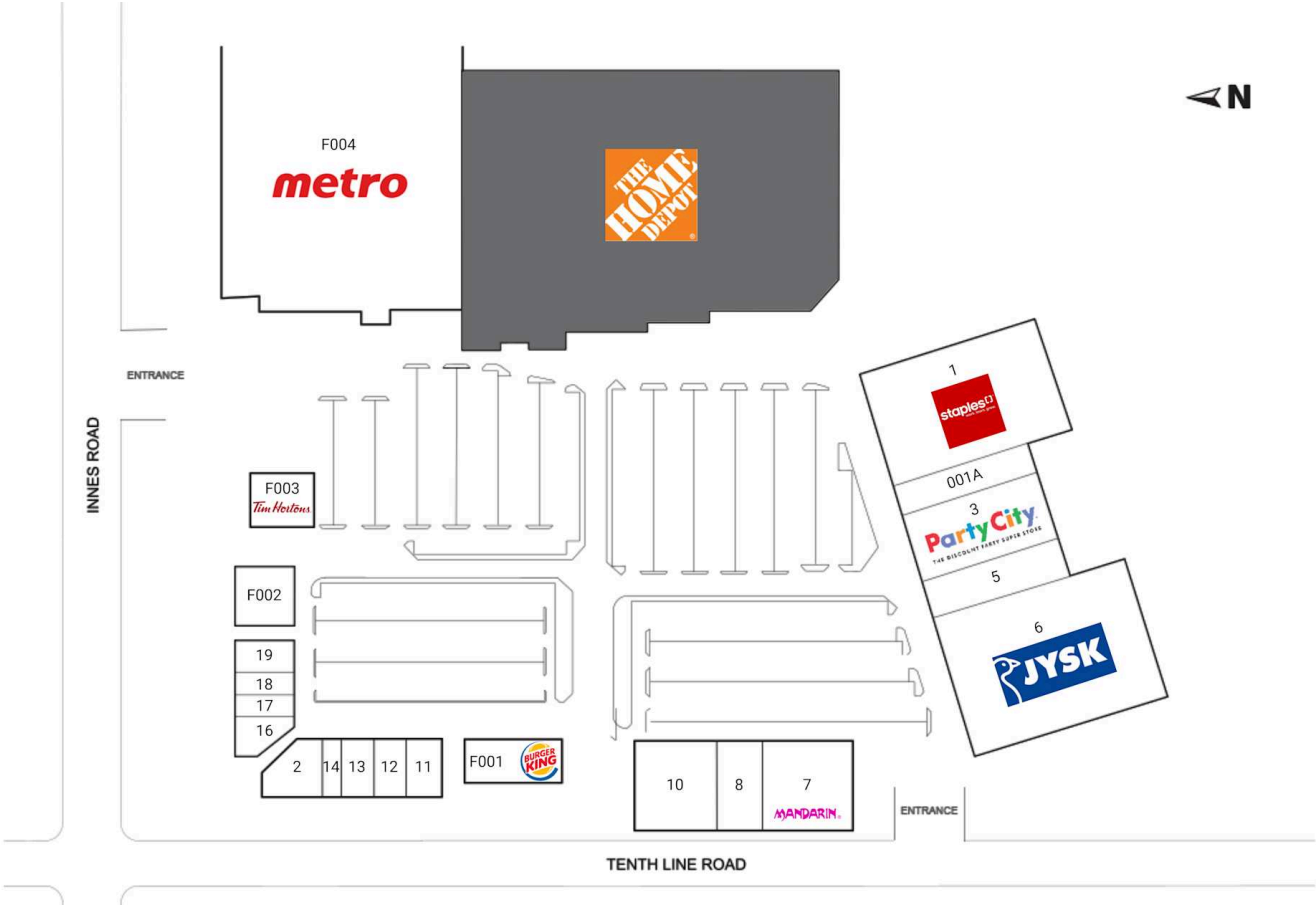 N
F004
metro
THE
HOME
DEPOT
ENTRANCE
INNES ROAD
1
staples
001A
3
Party City
THE DISCOUNT PARTY SUPER STORE
5
6
JYSK
F003
Tim Hortons
F002
19
18
17
16
2
14
13
12
11
F001
BURGER
KING
10
8
7
MANDARIN
ENTRANCE
TENTH LINE ROAD